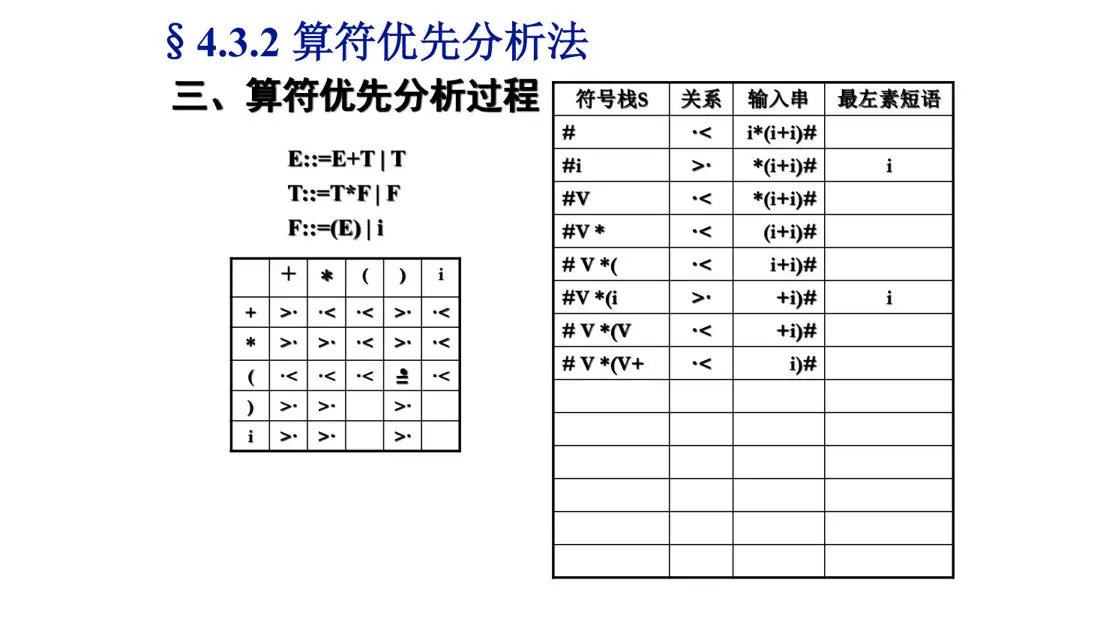 § 4.3.2 算符优先分析法
三、算符优先分析过程
E::=E+T | T
T::=T*F | F
F::=(E) | i
+ * ( ) i
+ >· ·< ·< >· ·<
* >· >· ·< >· ·<
( ·< ·< ·< ≗ ·<
) >· >· >·
i >· >· >·
符号栈S 关系 输入串 最左素短语
# ·< i*(i+i)#
#i >· *(i+i)# i
#V ·< *(i+i)#
#V * ·< (i+i)#
# V *( ·< i+i)#
#V *(i >· +i)# i
# V *(V ·< +i)#
# V *(V+ ·< i)#